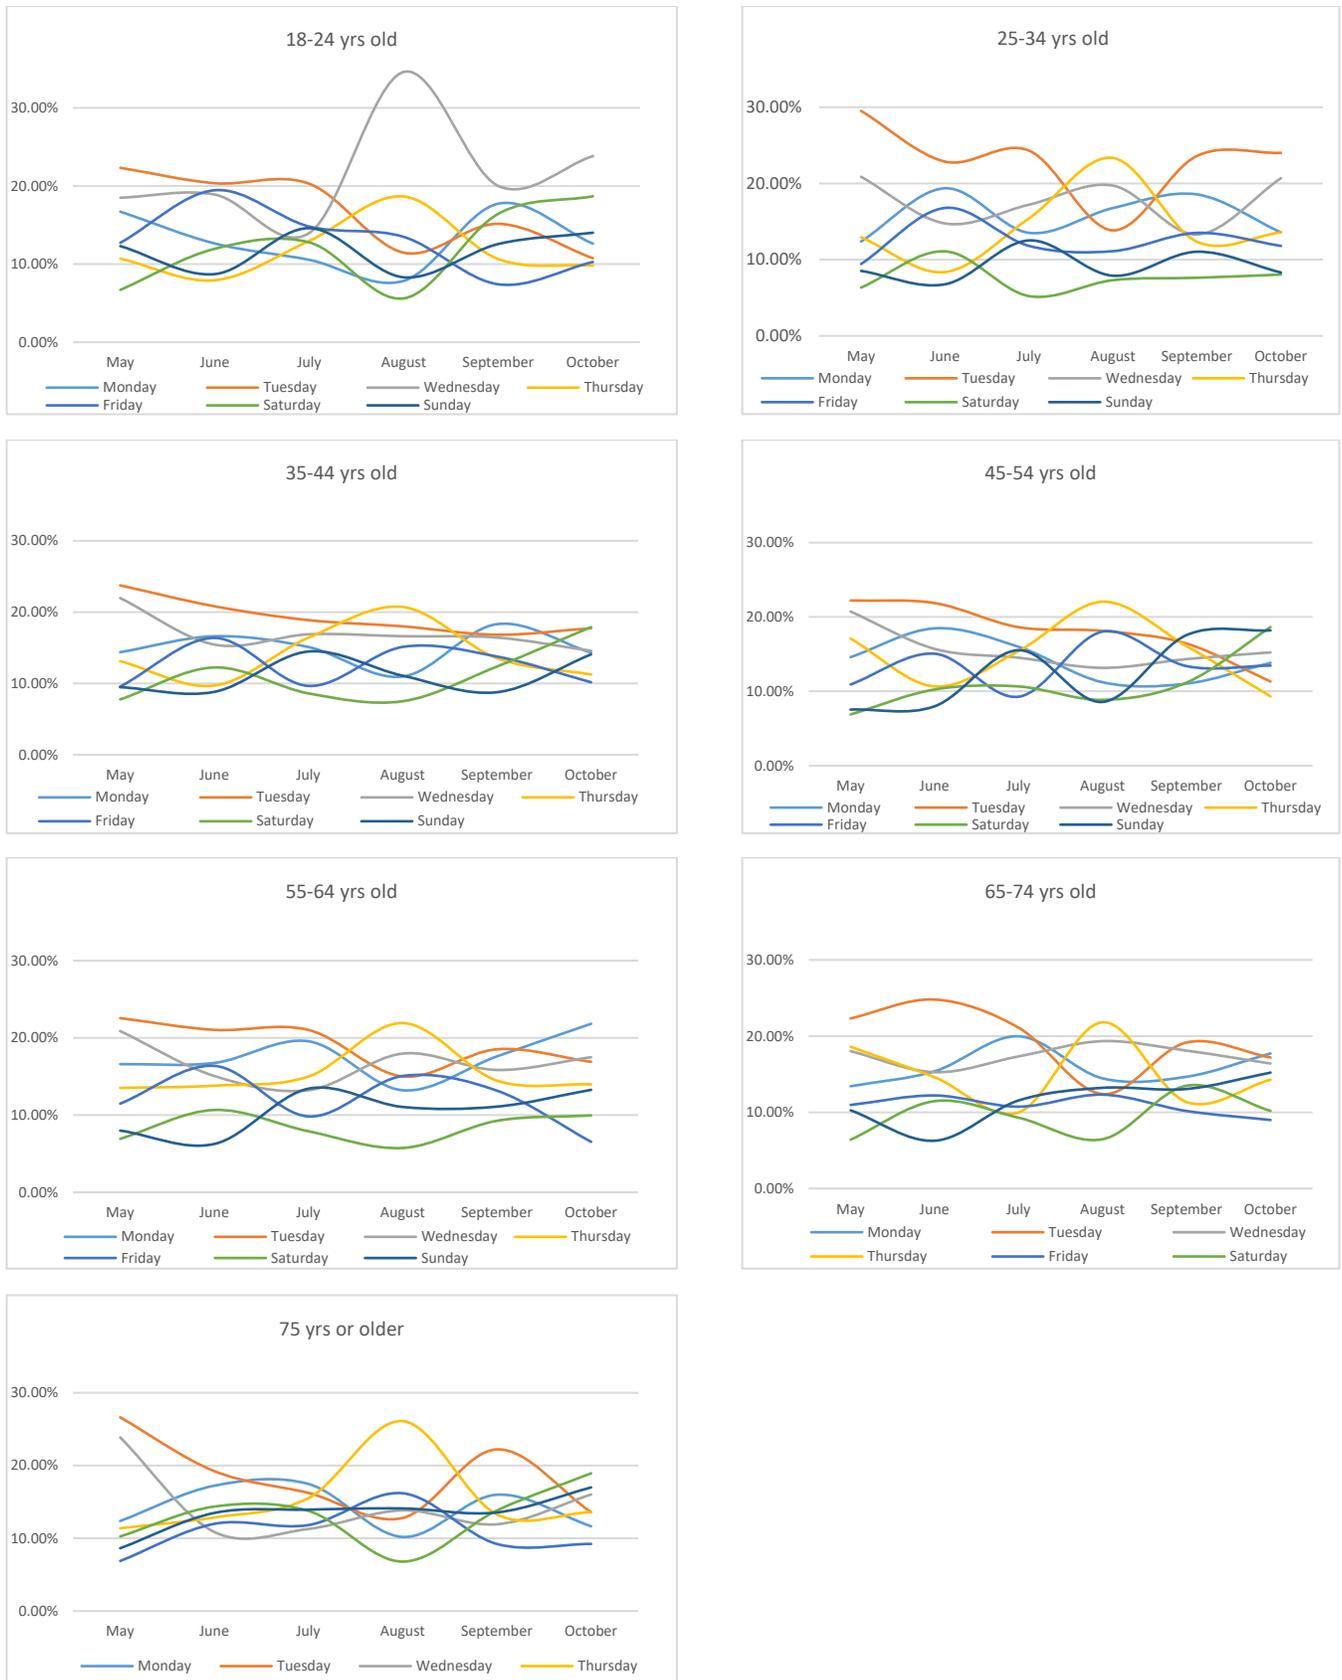 18-24 yrs old
30.00%
20.00%
10.00%
0.00%
May June July August September October
Monday Tuesday Wednesday Thursday
Friday Saturday Sunday
25-34 yrs old
30.00%
20.00%
10.00%
0.00%
May June July August September October
Monday Tuesday Wednesday Thursday
Friday Saturday Sunday
35-44 yrs old
30.00%
20.00%
10.00%
0.00%
May June July August September October
Monday Tuesday Wednesday Thursday
Friday Saturday Sunday
45-54 yrs old
30.00%
20.00%
10.00%
0.00%
May June July August September October
Monday Tuesday Wednesday Thursday
Friday Saturday Sunday
55-64 yrs old
30.00%
20.00%
10.00%
0.00%
May June July August September October
Monday Tuesday Wednesday Thursday
Friday Saturday Sunday
65-74 yrs old
30.00%
20.00%
10.00%
0.00%
May June July August September October
Monday Tuesday Wednesday
Thursday Friday Saturday
75 yrs or older
30.00%
20.00%
10.00%
0.00%
May June July August September October
Monday Tuesday Wednesday Thursday